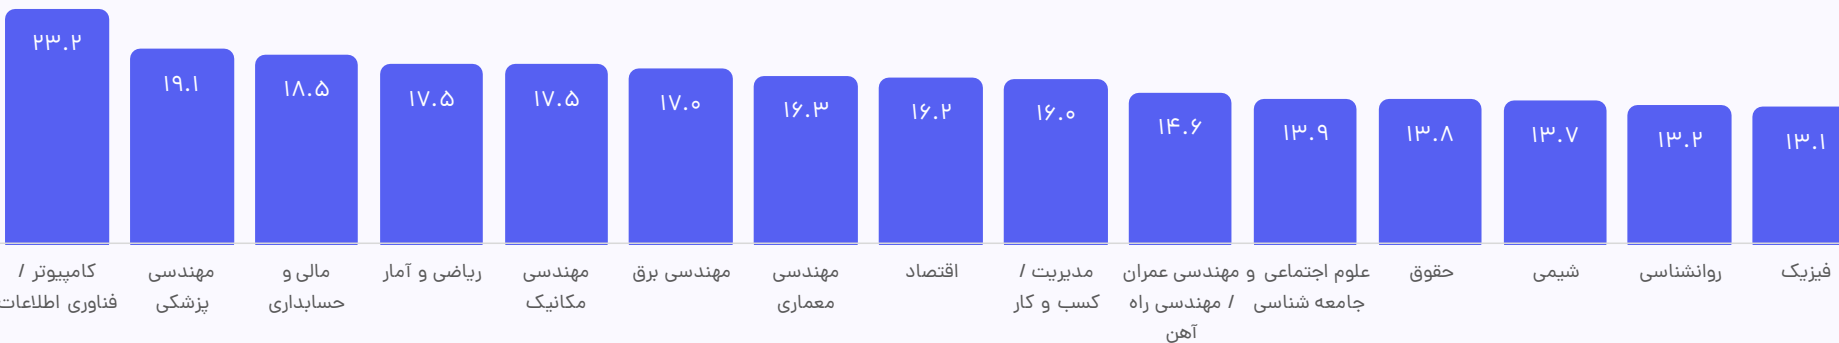 ۲۳.۲
۱۹.۱
۱۸.۵
۱۷.۵
۱۷.۵
۱۷.۰
۱۶.۳
۱۶.۲
۱۶.۰
۱۴.۶
۱۳.۹
۱۳.۸
۱۳.۷
۱۳.۲
۱۳.۱
کامپیوتر /
فناوری اطلاعات
مهندسی
پزشکی
مالی و
حسابداری
ریاضی و آمار
مهندسی
مکانیک
مهندسی برق
مهندسی
معماری
اقتصاد
مدیریت /
کسب و کار
مهندسی عمران
/ مهندسی راه
آهن
علوم اجتماعی و
جامعه شناسی
حقوق
شیمی
روانشناسی
فیزیک